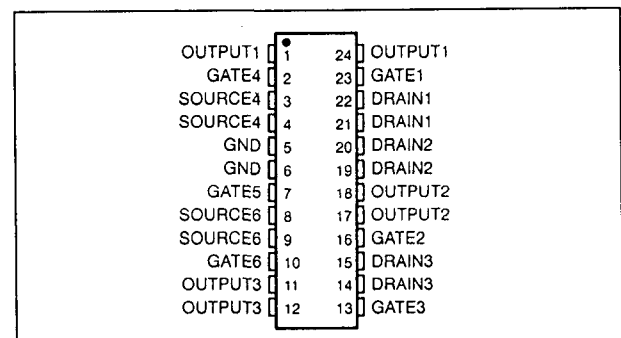 OUTPUT1 1 24 OUTPUT1
GATE4 2 23 GATE1
SOURCE4 3 22 DRAIN1
SOURCE4 4 21 DRAIN1
GND 5 20 DRAIN2
GND 6 19 DRAIN2
GATE5 7 18 OUTPUT2
SOURCE6 8 17 OUTPUT2
SOURCE6 9 16 GATE2
GATE6 10 15 DRAIN3
OUTPUT3 11 14 DRAIN3
OUTPUT3 12 13 GATE3